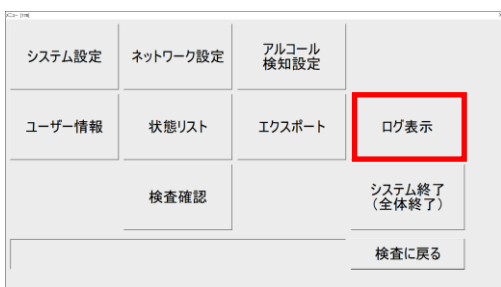 システム設定
ネットワーク設定
アルコール
検知設定
ユーザー情報
状態リスト
エクスポート
ログ表示
検査確認
システム終了
（全体終了）
検査に戻る